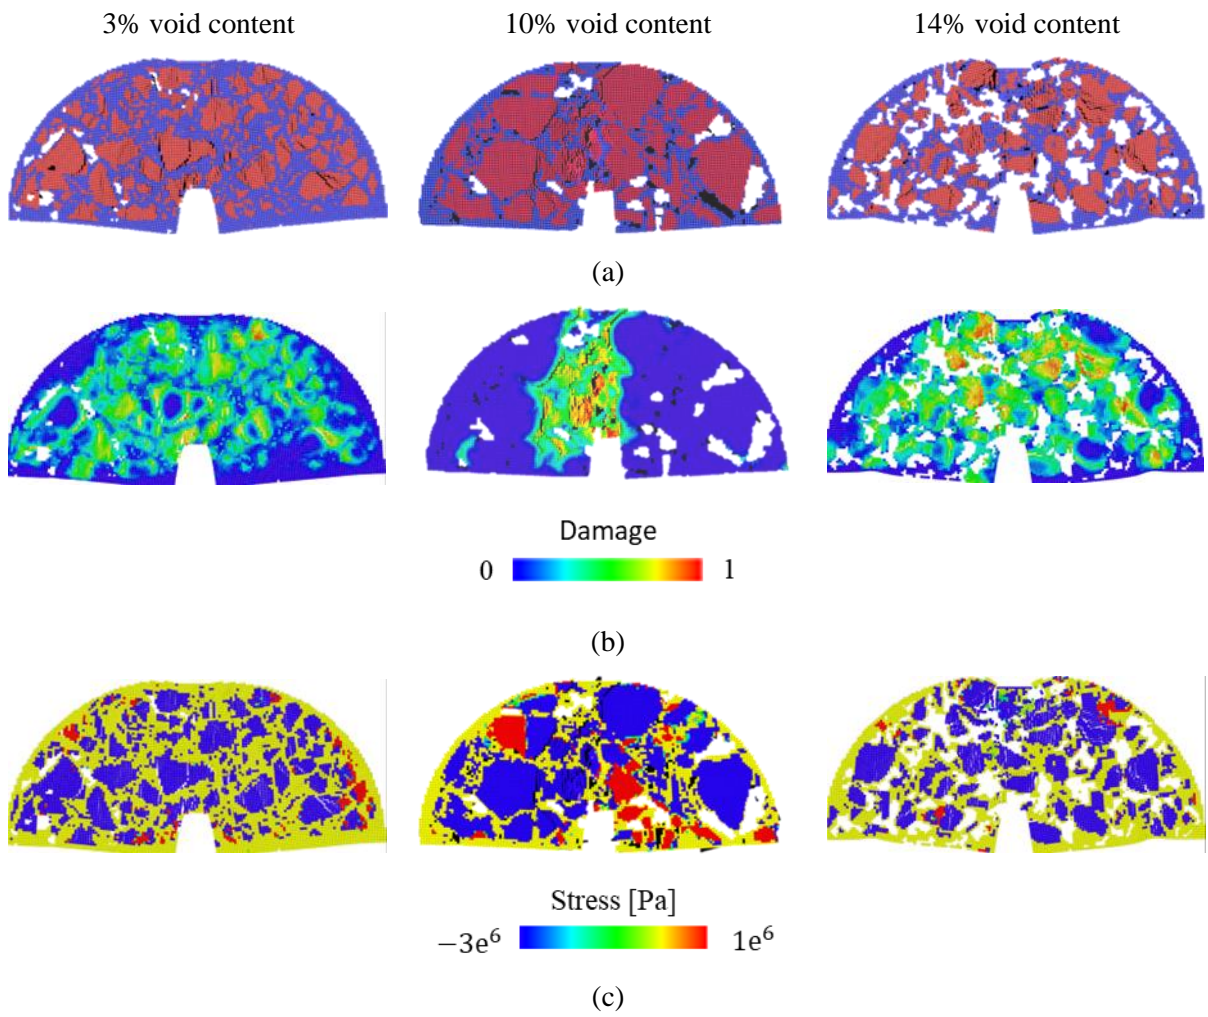 3% void content 10% void content 14% void content
(a)
Damage
0 1
(b)
Stress [Pa]
−3e⁶ 1e⁶
(c)